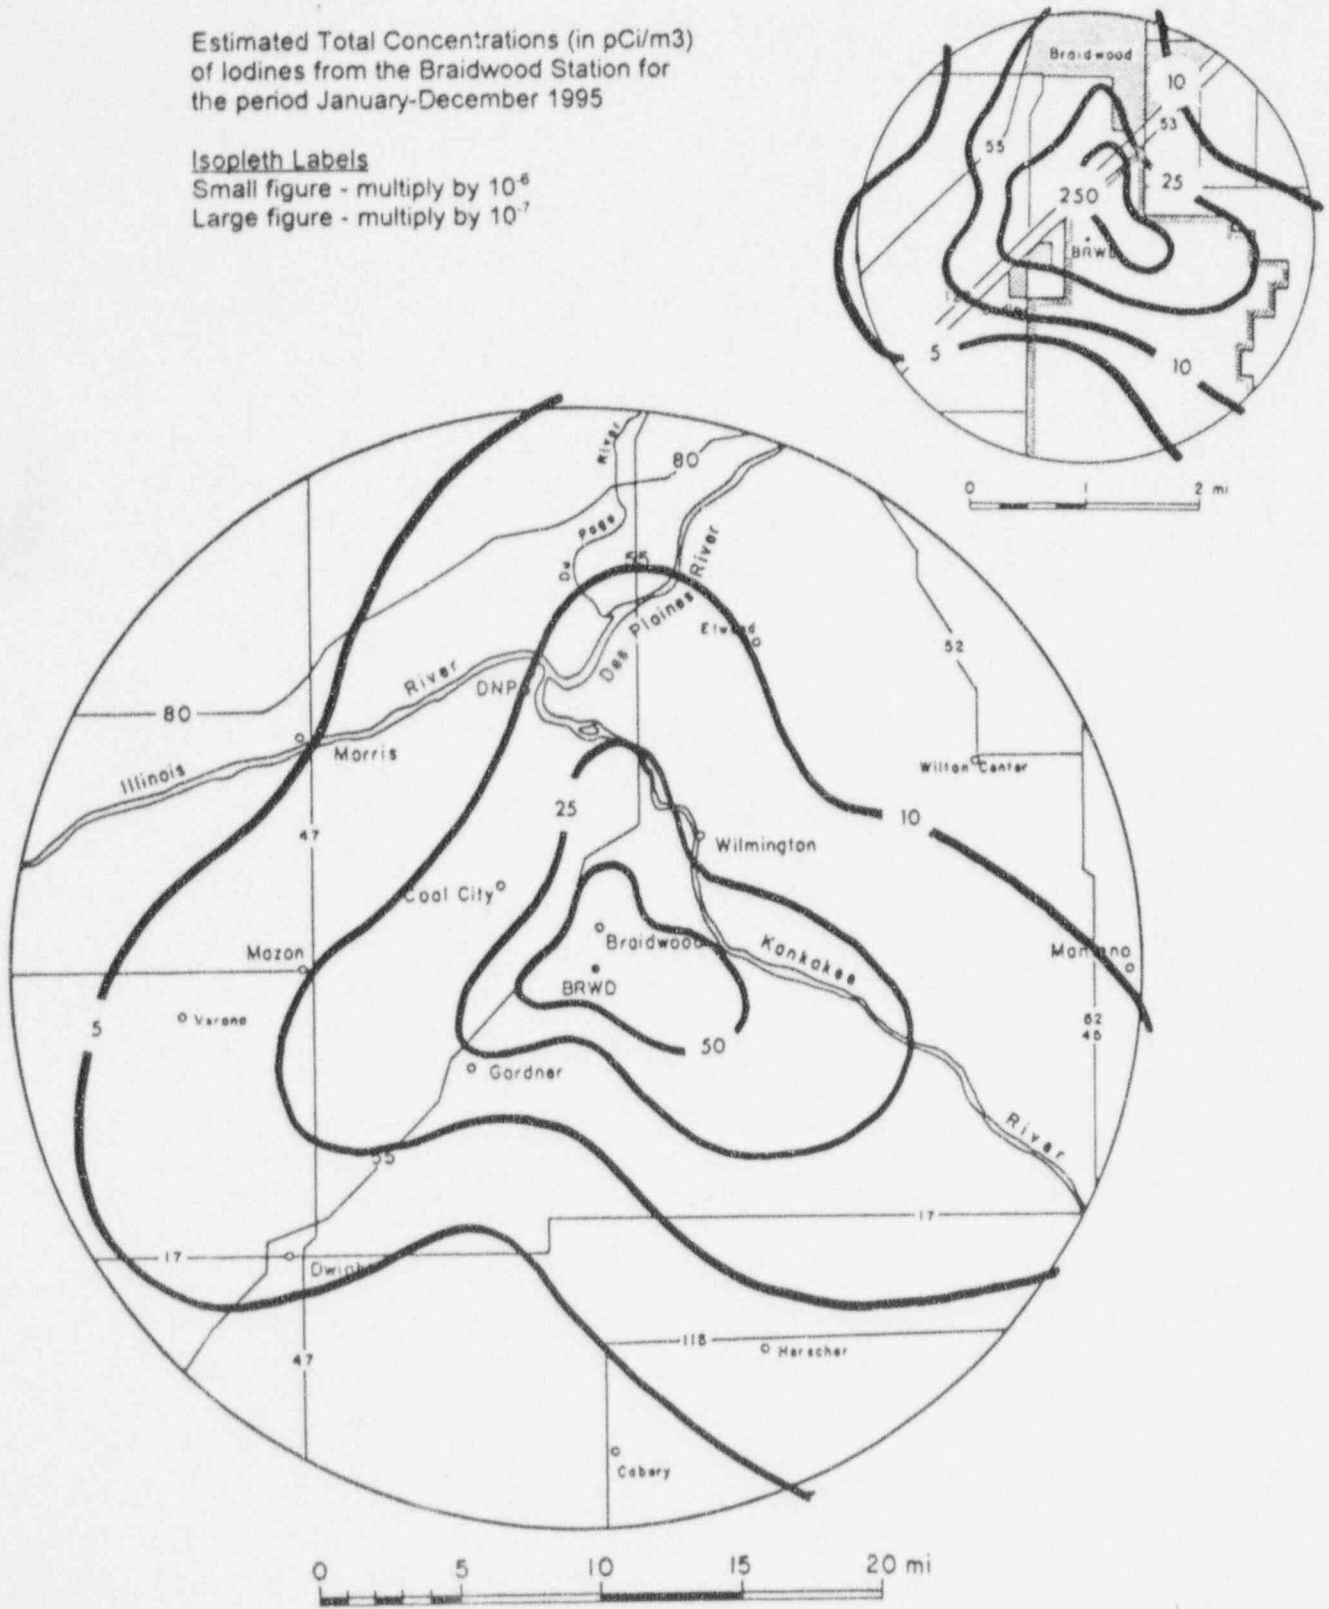 Estimated Total Concentrations (in pCi/m3)
of Iodines from the Braidwood Station for
the period January-December 1995
Isopleth Labels
Small figure - multiply by 10-6
Large figure - multiply by 10-7
Braidwood
10
53
55
25
250
BRWD
5
10
0 1 2 mi
River
80
Page
Du
55
River
Plaines
Des
Elwood
52
River
DNP
80
Illinois
Morris
Wilton Center
25
10
47
Wilmington
Coal City
Braidwood
Mazon
Kankakee
Manteno
BRWD
Verona
5
52
45
50
Gardner
River
55
17
17
Dwight
118
Herscher
47
Cabery
0 5 10 15 20 mi